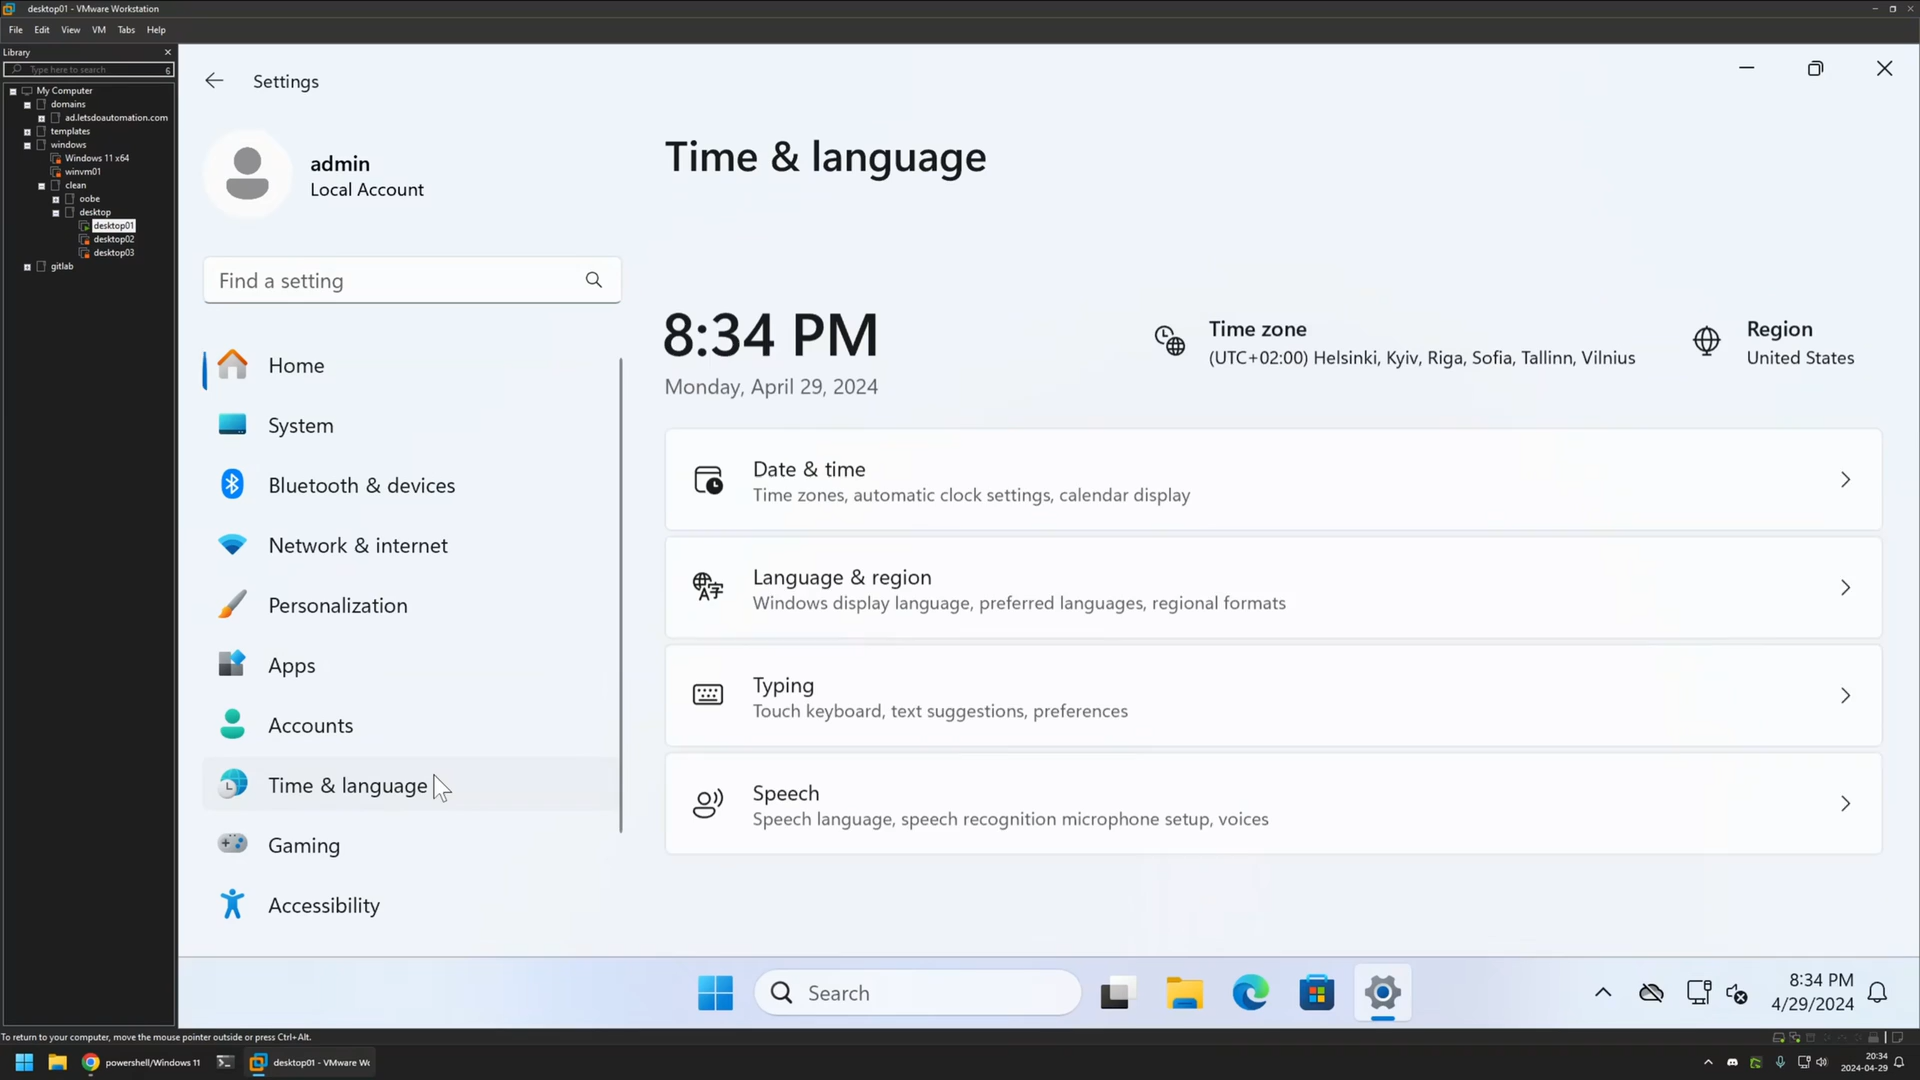 desktop01 - VMware Workstation
File Edit View VM Tabs Help
Library
Type here to search
My Computer
domains
ad.letsdoautomation.com
templates
windows
Windows 11 x64
winvm01
clean
oobe
desktop
desktop01
desktop02
desktop03
gitlab
Settings
admin
Local Account
Find a setting
Home
System
Bluetooth & devices
Network & internet
Personalization
Apps
Accounts
Time & language
Gaming
Accessibility
Time & language
8:34 PM
Monday, April 29, 2024
Time zone
(UTC+02:00) Helsinki, Kyiv, Riga, Sofia, Tallinn, Vilnius
Region
United States
Date & time
Time zones, automatic clock settings, calendar display
Language & region
Windows display language, preferred languages, regional formats
Typing
Touch keyboard, text suggestions, preferences
Speech
Speech language, speech recognition microphone setup, voices
Search
8:34 PM
4/29/2024
To return to your computer, move the mouse pointer outside or press Ctrl+Alt.
powershell/Windows 11
desktop01 - VMware Wo
20:34
2024-04-29